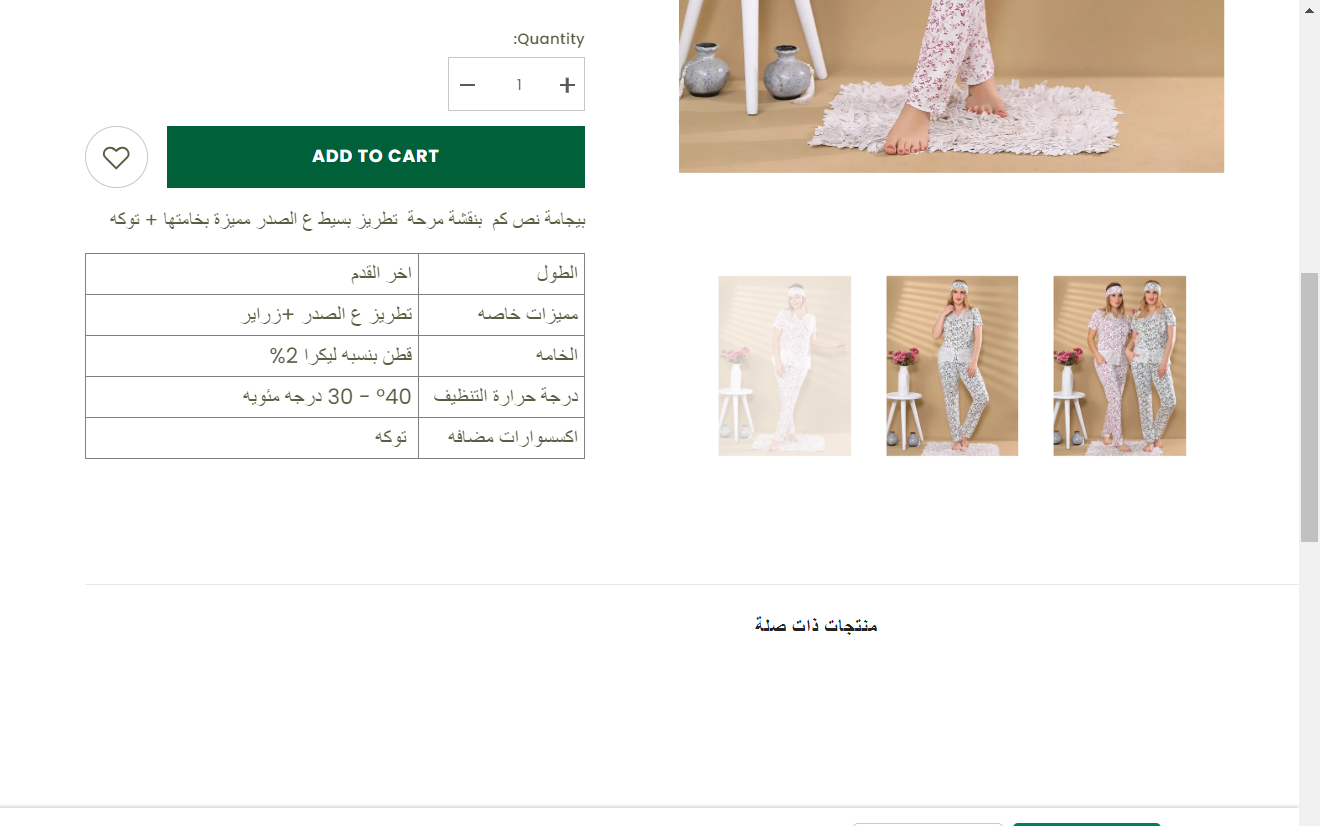 Quantity:
1
ADD TO CART
بيجامة نص كم بنقشة مرحة تطريز بسيط ع الصدر مميزة بخامتها + توكه
الطول اخر القدم
مميزات خاصه تطريز ع الصدر +زراير
الخامه قطن بنسبه ليكرا 2%
درجة حرارة التنظيف 40° - 30 درجه مئويه
اكسسوارات مضافه توكه
منتجات ذات صلة